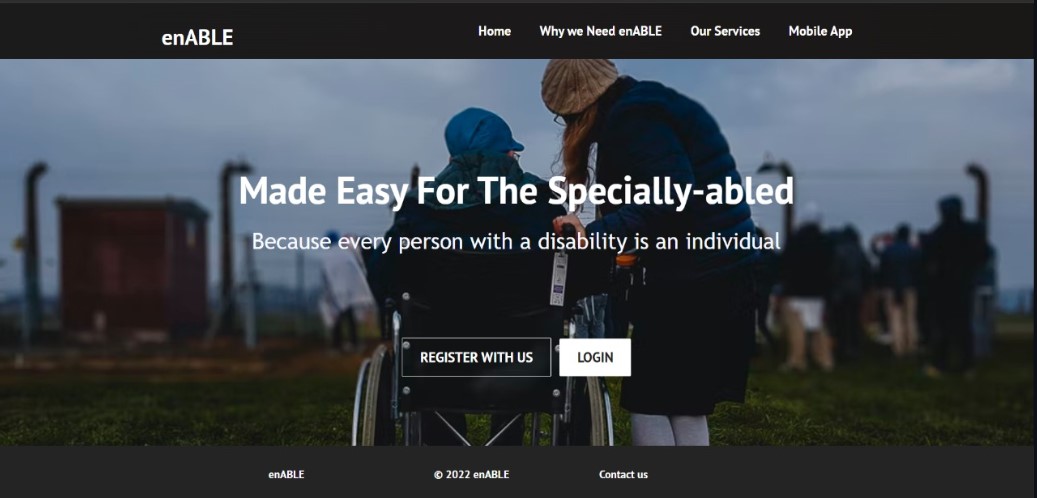 enABLE
Home Why we Need enABLE Our Services Mobile App
Made Easy For The Specially-abled
Because every person with a disability is an individual
REGISTER WITH US LOGIN
enABLE © 2022 enABLE Contact us